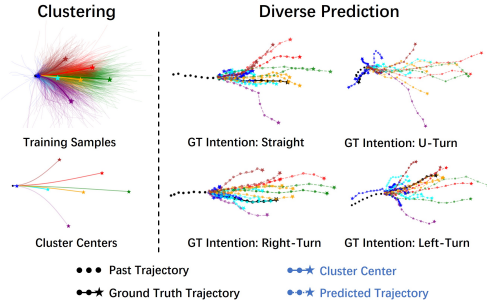 Clustering
Diverse Prediction
Training Samples
GT Intention: Straight
GT Intention: U-Turn
Cluster Centers
GT Intention: Right-Turn
GT Intention: Left-Turn
Past Trajectory
Cluster Center
Ground Truth Trajectory
Predicted Trajectory